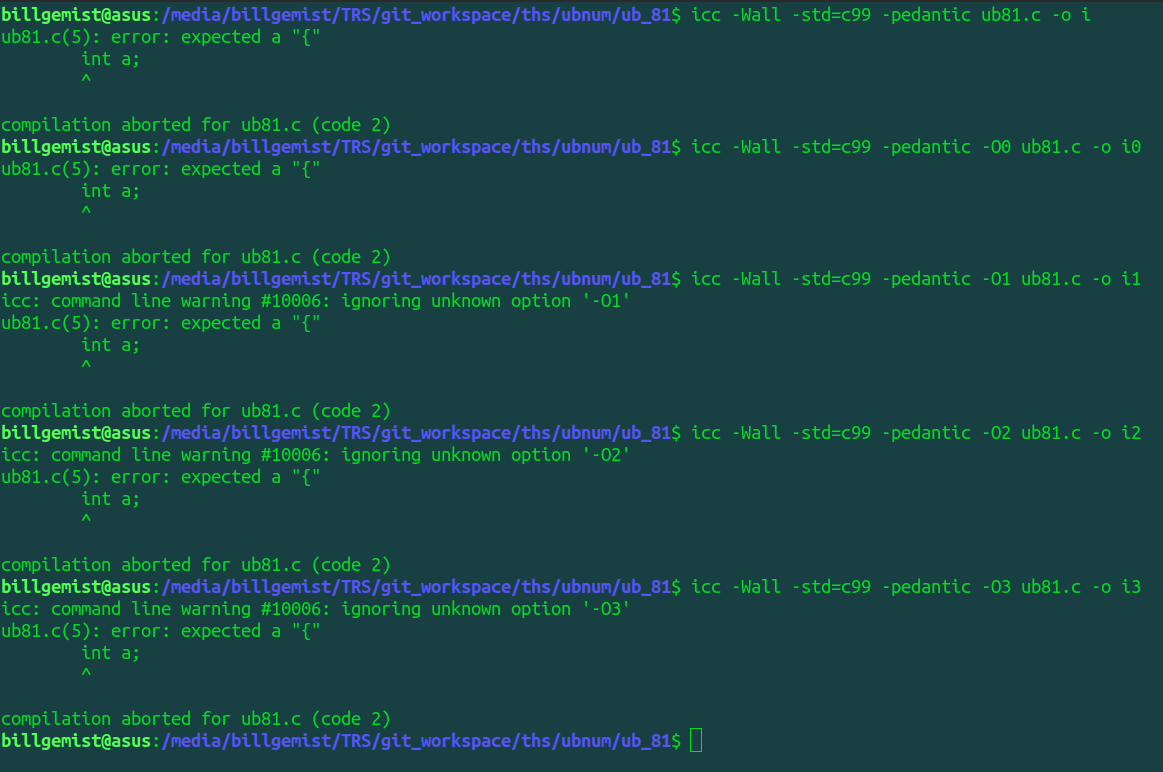 billgemist@asus:/media/billgemist/TRS/git_workspace/ths/ubnum/ub_81$ icc -Wall -std=c99 -pedantic ub81.c -o i
ub81.c(5): error: expected a "{"
        int a;
        ^

compilation aborted for ub81.c (code 2)
billgemist@asus:/media/billgemist/TRS/git_workspace/ths/ubnum/ub_81$ icc -Wall -std=c99 -pedantic -O0 ub81.c -o i0
ub81.c(5): error: expected a "{"
        int a;
        ^

compilation aborted for ub81.c (code 2)
billgemist@asus:/media/billgemist/TRS/git_workspace/ths/ubnum/ub_81$ icc -Wall -std=c99 -pedantic -O1 ub81.c -o i1
icc: command line warning #10006: ignoring unknown option '-O1'
ub81.c(5): error: expected a "{"
        int a;
        ^

compilation aborted for ub81.c (code 2)
billgemist@asus:/media/billgemist/TRS/git_workspace/ths/ubnum/ub_81$ icc -Wall -std=c99 -pedantic -O2 ub81.c -o i2
icc: command line warning #10006: ignoring unknown option '-O2'
ub81.c(5): error: expected a "{"
        int a;
        ^

compilation aborted for ub81.c (code 2)
billgemist@asus:/media/billgemist/TRS/git_workspace/ths/ubnum/ub_81$ icc -Wall -std=c99 -pedantic -O3 ub81.c -o i3
icc: command line warning #10006: ignoring unknown option '-O3'
ub81.c(5): error: expected a "{"
        int a;
        ^

compilation aborted for ub81.c (code 2)
billgemist@asus:/media/billgemist/TRS/git_workspace/ths/ubnum/ub_81$